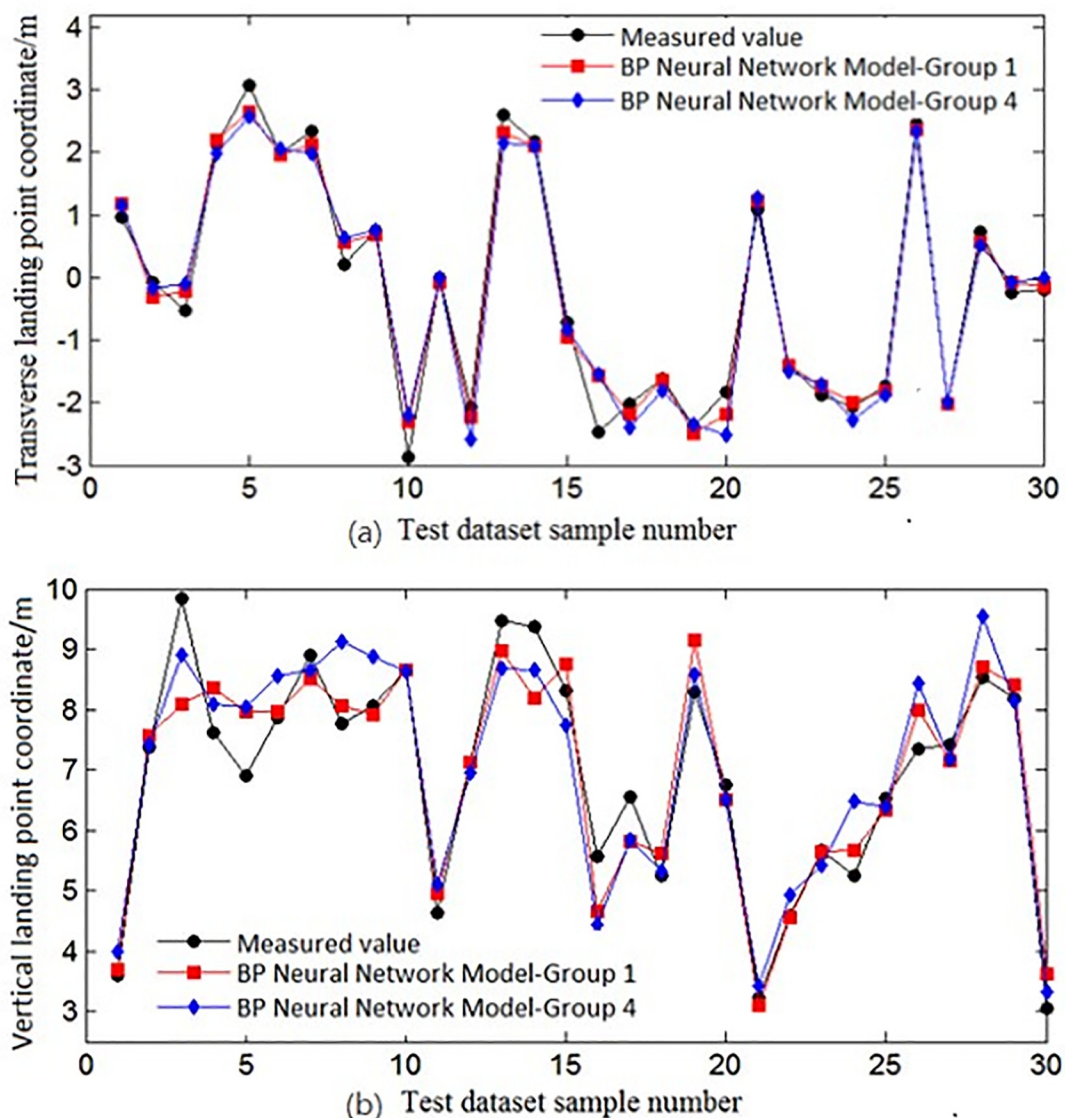 4
3
2
1
0
-1
-2
-3
Transverse landing point coordinate/m
Measured value
BP Neural Network Model-Group 1
BP Neural Network Model-Group 4
0 5 10 15 20 25 30
(a) Test dataset sample number
10
9
8
7
6
5
4
3
Vertical landing point coordinate/m
Measured value
BP Neural Network Model-Group 1
BP Neural Network Model-Group 4
0 5 10 15 20 25 30
(b) Test dataset sample number